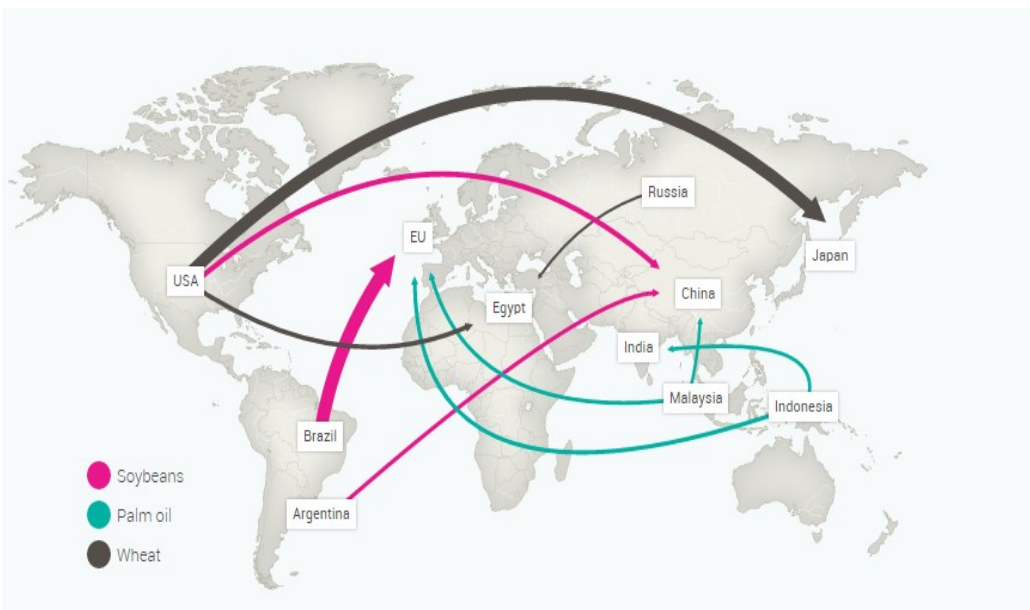 Russia
EU
Japan
USA
China
Egypt
India
Malaysia
Indonesia
Brazil
Argentina
Soybeans
Palm oil
Wheat